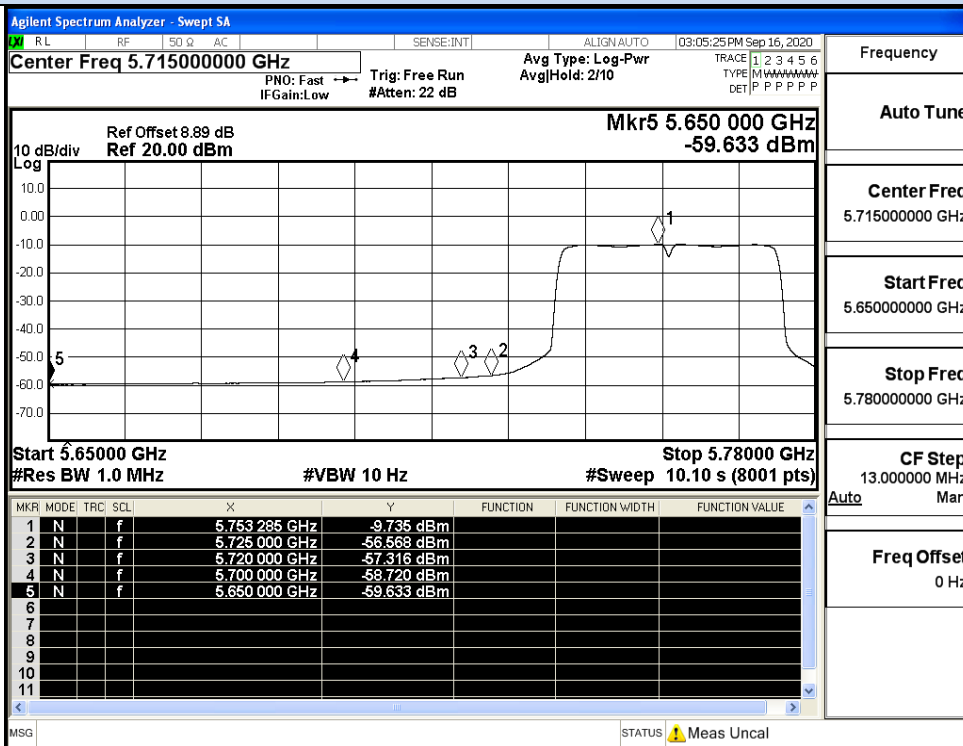 Agilent Spectrum Analyzer - Swept SA
LXI RL RF 50 Ω AC SENSE:INT ALIGN AUTO 03:05:25 PM Sep 16, 2020
Center Freq 5.715000000 GHz
PNO: Fast
IFGain:Low
Trig: Free Run
#Atten: 22 dB
Avg Type: Log-Pwr
Avg|Hold: 2/10
TRACE 1 2 3 4 5 6
TYPE M WWWWW
DET P P P P P P
Ref Offset 8.89 dB
10 dB/div Ref 20.00 dBm
Log
Mkr5 5.650 000 GHz
-59.633 dBm
10.0
0.00
-10.0
-20.0
-30.0
-40.0
-50.0
-60.0
-70.0
1
5
4
3
2
Start 5.65000 GHz
Stop 5.78000 GHz
#Res BW 1.0 MHz #VBW 10 Hz #Sweep 10.10 s (8001 pts)
MKR MODE TRC SCL X Y FUNCTION FUNCTION WIDTH FUNCTION VALUE
1 N f 5.753 285 GHz -9.735 dBm
2 N f 5.725 000 GHz -56.568 dBm
3 N f 5.720 000 GHz -57.316 dBm
4 N f 5.700 000 GHz -58.720 dBm
5 N f 5.650 000 GHz -59.633 dBm
6
7
8
9
10
11
MSG STATUS Meas Uncal
Frequency
Auto Tune
Center Freq
5.715000000 GHz
Start Freq
5.650000000 GHz
Stop Freq
5.780000000 GHz
CF Step
13.000000 MHz
Auto Man
Freq Offset
0 Hz